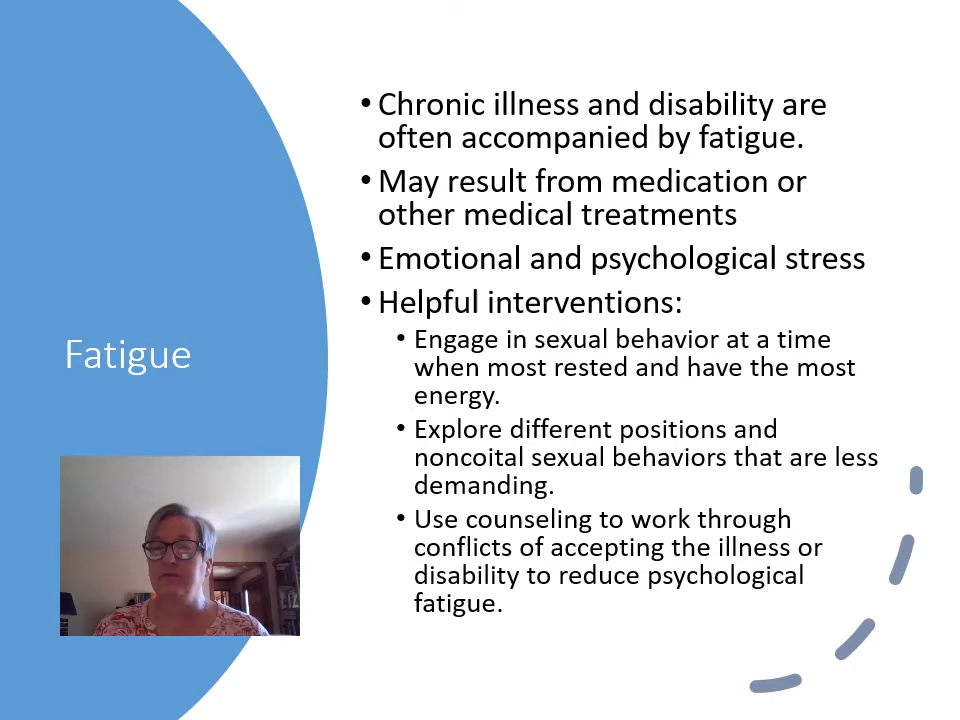 Fatigue
• Chronic illness and disability are
often accompanied by fatigue.
• May result from medication or
other medical treatments
• Emotional and psychological stress
• Helpful interventions:
• Engage in sexual behavior at a time
when most rested and have the most
energy.
• Explore different positions and
noncoital sexual behaviors that are less
demanding.
• Use counseling to work through
conflicts of accepting the illness or
disability to reduce psychological
fatigue.